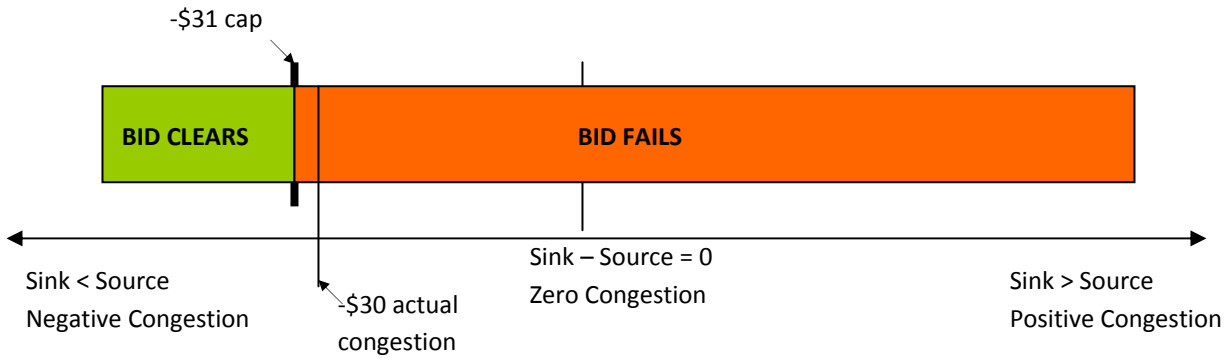 -$31 cap
BID CLEARS
BID FAILS
Sink < Source
Negative Congestion
-$30 actual
congestion
Sink – Source = 0
Zero Congestion
Sink > Source
Positive Congestion